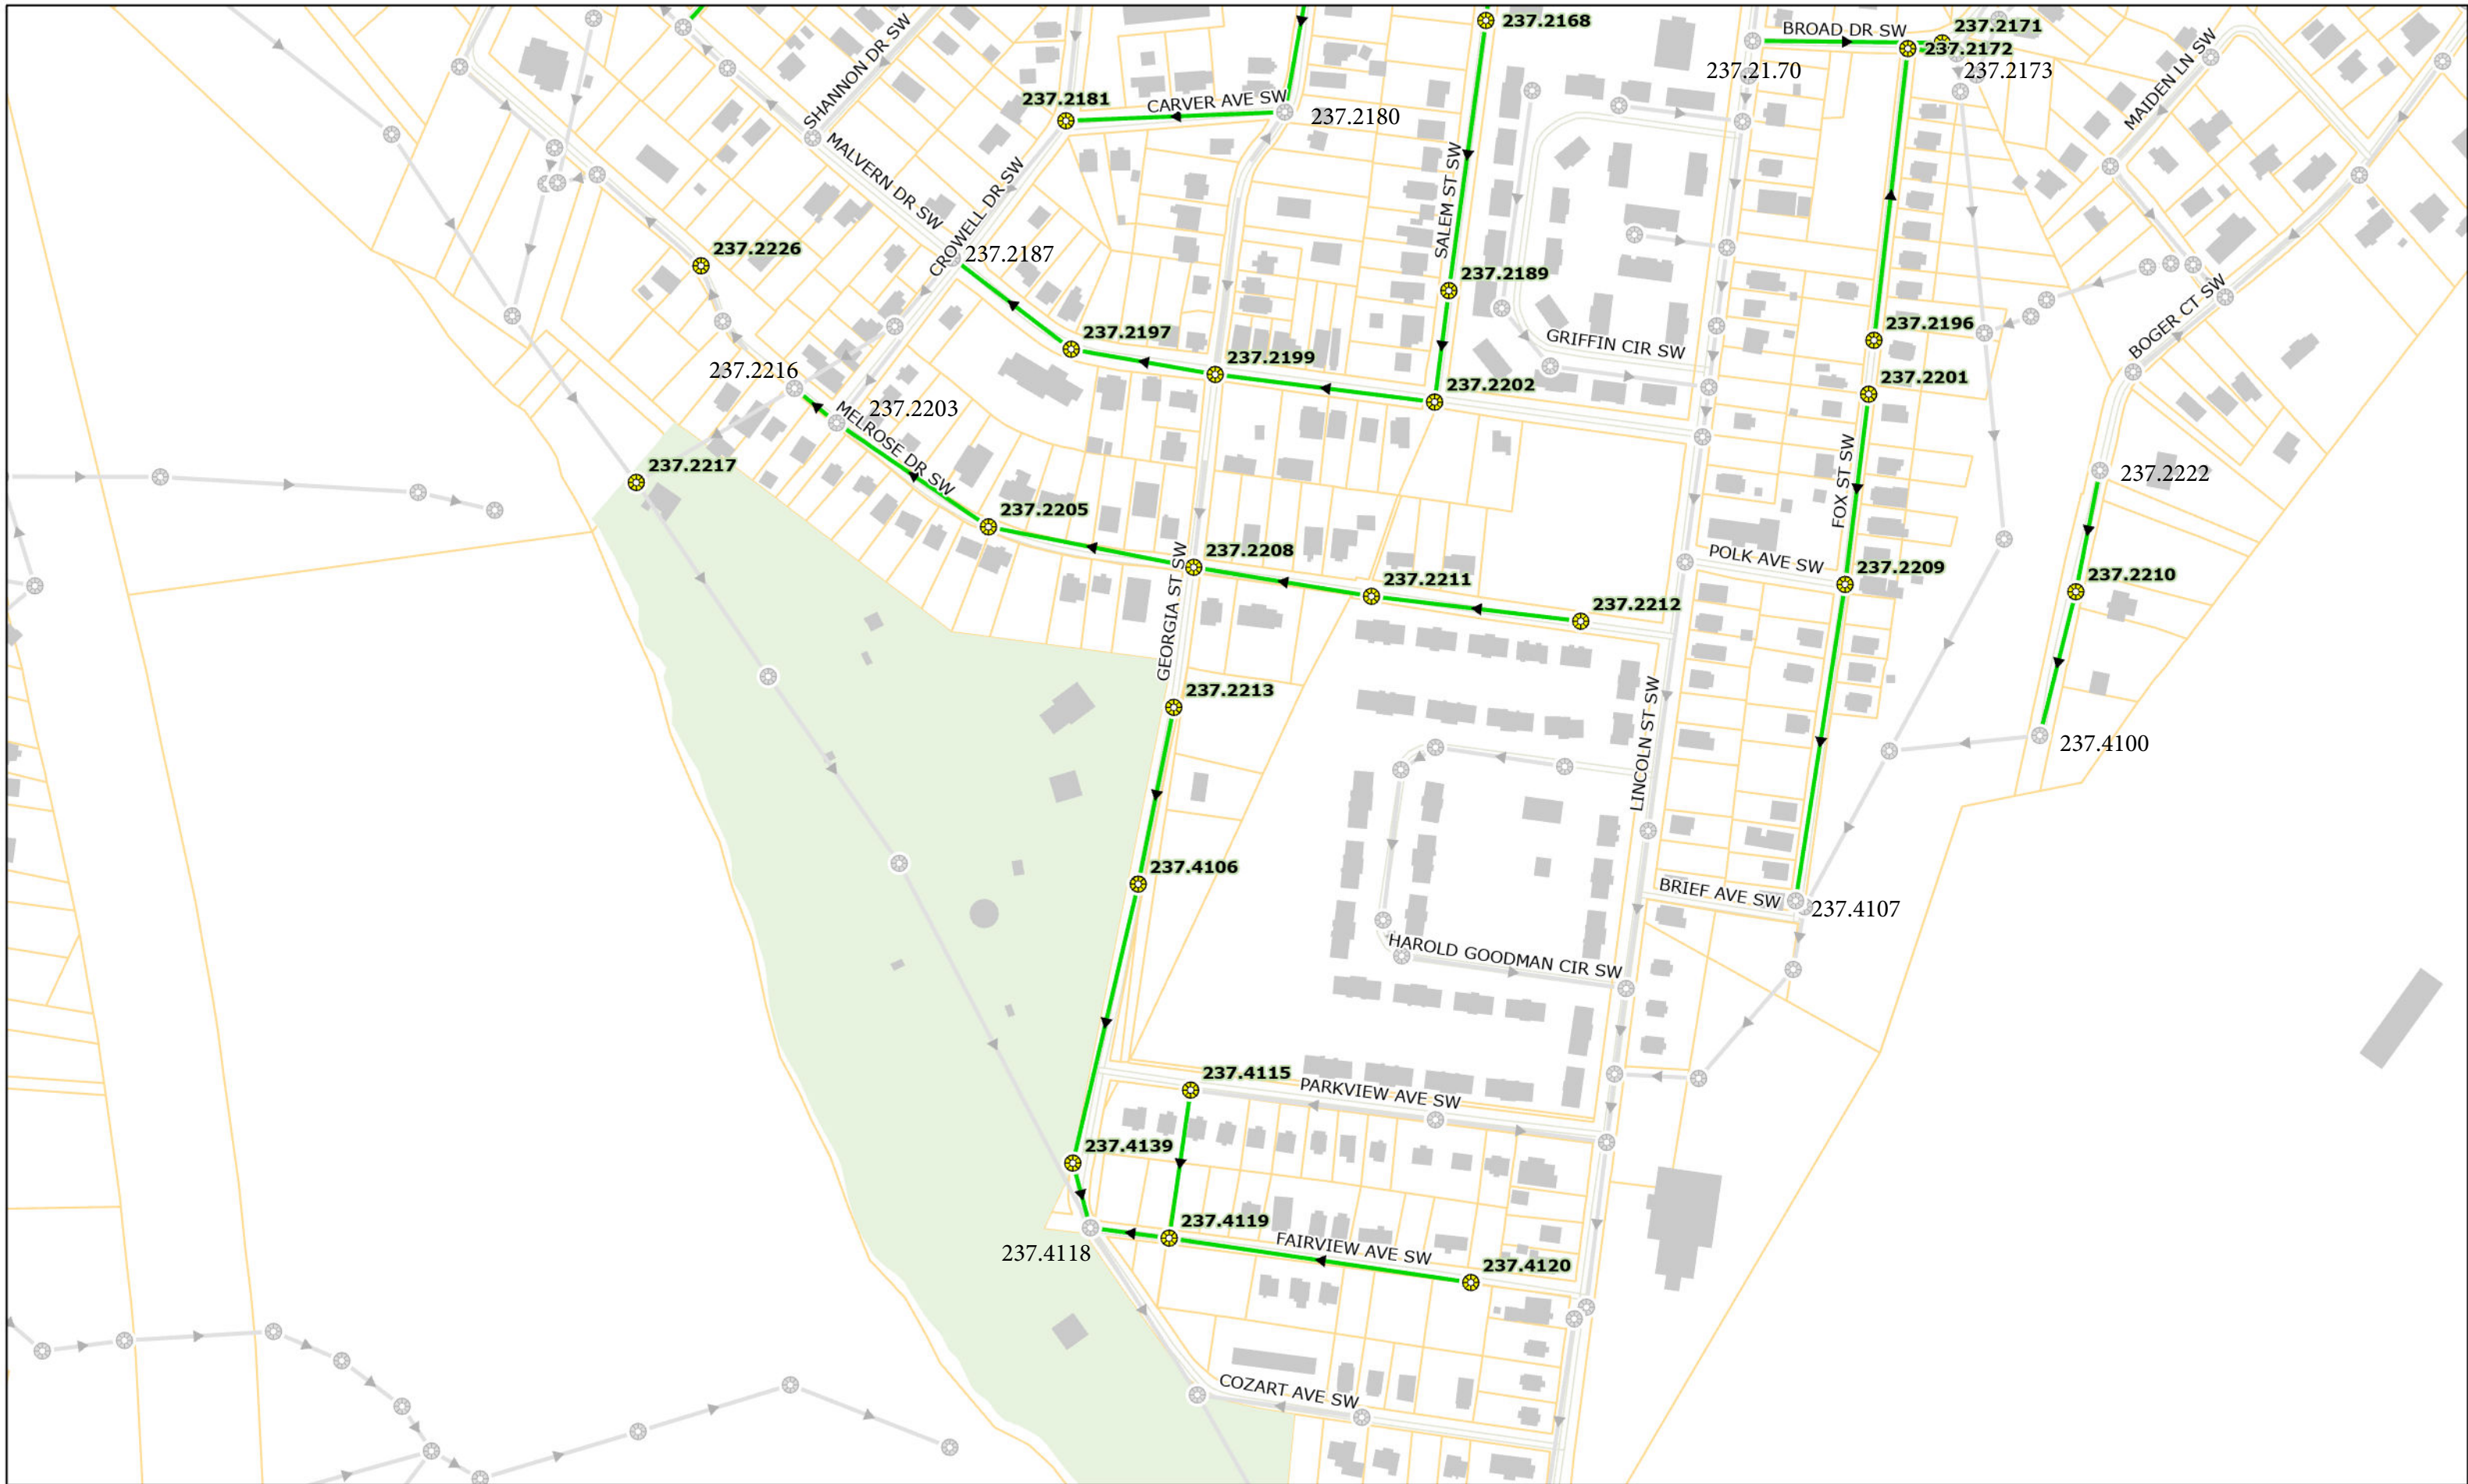 237.2168
BROAD DR SW
237.2171
237.2172
237.21.70
237.2173
SHANNON DR SW
MAIDEN LN SW
237.2181
CARVER AVE SW
237.2180
MALVERN DR SW
CROWELL DR SW
SALEM ST SW
237.2226
237.2187
237.2189
237.2197
237.2199
GRIFFIN CIR SW
237.2196
BOGER CT SW
237.2216
237.2202
237.2201
237.2203
MELROSE DR SW
237.2217
FOX ST SW
237.2222
237.2205
237.2208
POLK AVE SW
237.2209
237.2211
237.2210
237.2212
GEORGIA ST SW
237.2213
LINCOLN ST SW
237.4100
237.4106
BRIEF AVE SW
237.4107
HAROLD GOODMAN CIR SW
237.4115
PARKVIEW AVE SW
237.4139
237.4119
237.4118
FAIRVIEW AVE SW
237.4120
COZART AVE SW